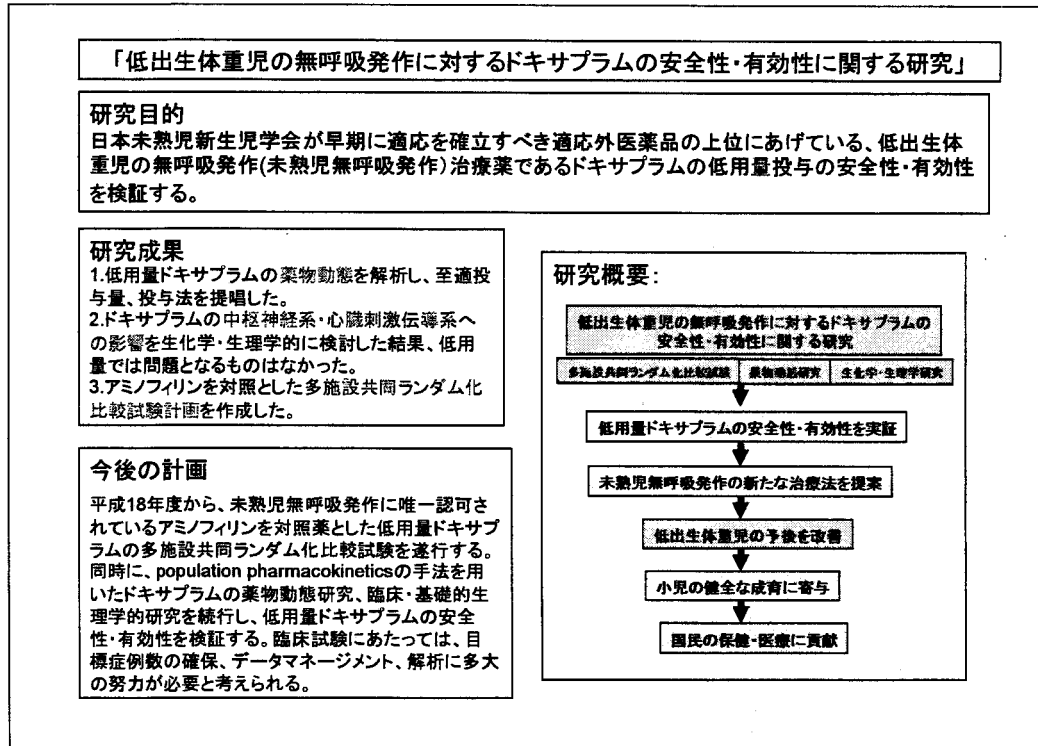 「低出生体重児の無呼吸発作に対するドキサプラムの安全性・有効性に関する研究」
研究目的
日本未熟児新生児学会が早期に適応を確立すべき適応外医薬品の上位にあげている、低出生体
重児の無呼吸発作(未熟児無呼吸発作)治療薬であるドキサプラムの低用量投与の安全性・有効性
を検証する。
研究成果
1.低用量ドキサプラムの薬物動態を解析し、至適投
与量、投与法を提唱した。
2.ドキサプラムの中枢神経系・心臓刺激伝導系へ
の影響を生化学・生理学的に検討した結果、低用
量では問題となるものはなかった。
3.アミノフィリンを対照とした多施設共同ランダム化
比較試験計画を作成した。
今後の計画
平成18年度から、未熟児無呼吸発作に唯一認可さ
れているアミノフィリンを対照薬とした低用量ドキサプ
ラムの多施設共同ランダム化比較試験を遂行する。
同時に、population pharmacokineticsの手法を用
いたドキサプラムの薬物動態研究、臨床・基礎的生
理学的研究を続行し、低用量ドキサプラムの安全
性・有効性を検証する。臨床試験にあたっては、目
標症例数の確保、データマネージメント、解析に多大
の努力が必要と考えられる。
研究概要:
低出生体重児の無呼吸発作に対するドキサプラムの
安全性・有効性に関する研究
多施設共同ランダム化比較試験 薬物動態研究 生化学・生理学研究
低用量ドキサプラムの安全性・有効性を実証
未熟児無呼吸発作の新たな治療法を提案
低出生体重児の予後を改善
小児の健全な成育に寄与
国民の保健・医療に貢献